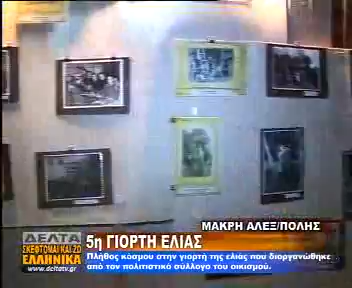 ΜΑΚΡΗ ΑΛΕΞ/ΠΟΛΗΣ
ΔΕΛΤΑ
ΣΚΕΦΤΟΜΑΙ ΚΑΙ ΖΩ
ΕΛΛΗΝΙΚΑ
www.deltatv.gr
5η ΓΙΟΡΤΗ ΕΛΙΑΣ
Πλήθος κόσμου στην γιορτή της ελιάς που διοργανώθηκε
από τον πολιτιστικό σύλλογο του οικισμού.